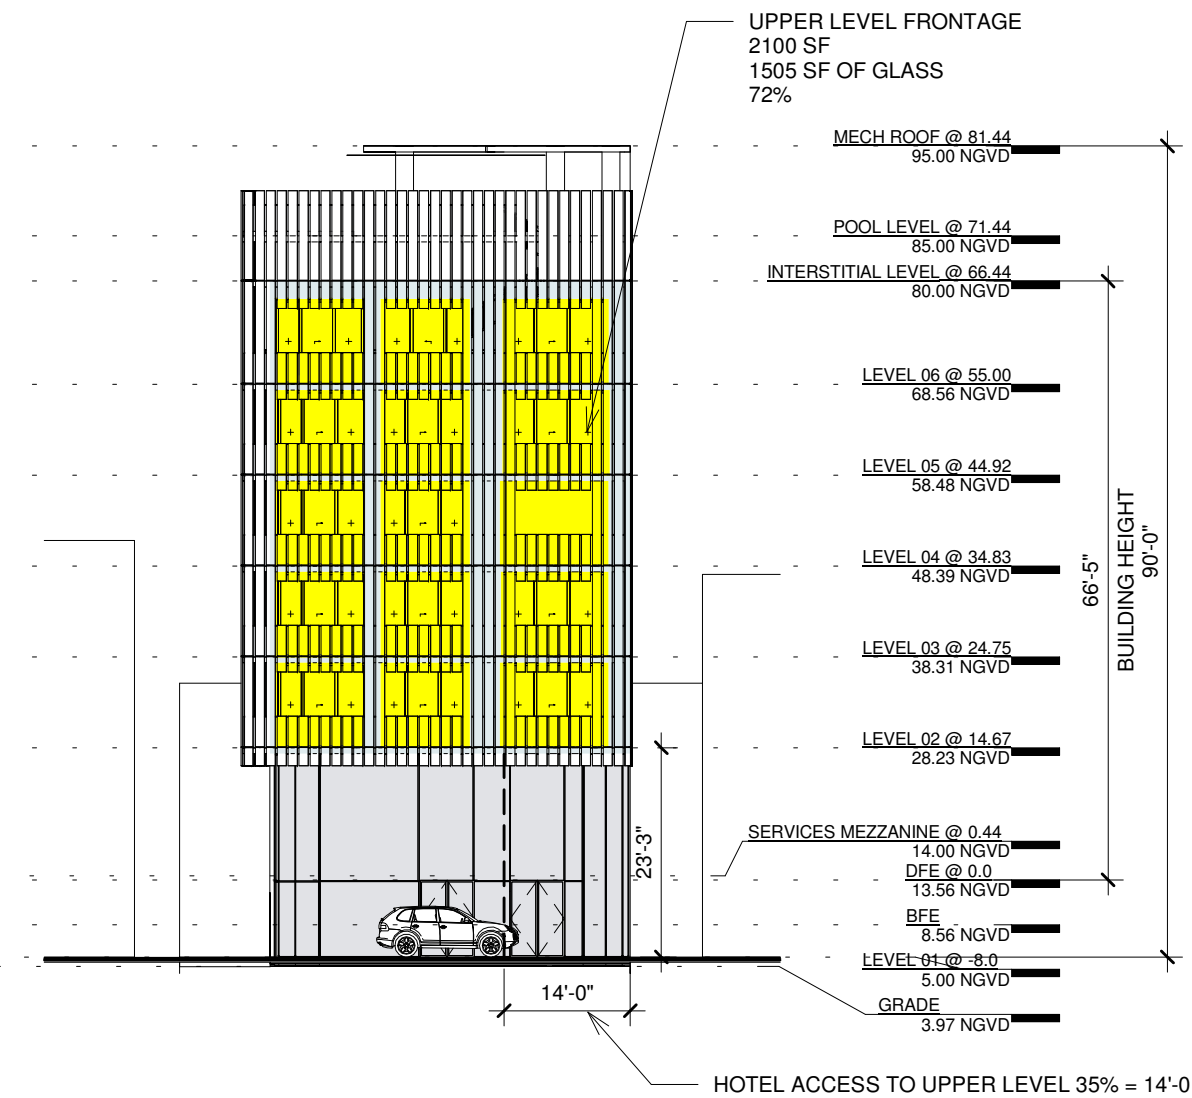 UPPER LEVEL FRONTAGE
2100 SF
1505 SF OF GLASS
72%
MECH ROOF @ 81.44
95.00 NGVD
POOL LEVEL @ 71.44
85.00 NGVD
INTERSTITIAL LEVEL @ 66.44
80.00 NGVD
LEVEL 06 @ 55.00
68.56 NGVD
LEVEL 05 @ 44.92
58.48 NGVD
LEVEL 04 @ 34.83
48.39 NGVD
LEVEL 03 @ 24.75
38.31 NGVD
LEVEL 02 @ 14.67
28.23 NGVD
SERVICES MEZZANINE @ 0.44
14.00 NGVD
DFE @ 0.0
13.56 NGVD
BFE
8.56 NGVD
LEVEL 01 @ -8.0
5.00 NGVD
GRADE
3.97 NGVD
66'-5"
BUILDING HEIGHT
90'-0"
23'-3"
14'-0"
HOTEL ACCESS TO UPPER LEVEL 35% = 14'-0